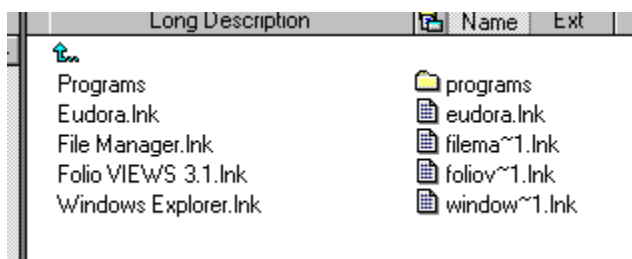 Long Description Name Ext
Programs programs
Eudora.lnk eudora.lnk
File Manager.lnk filema~1.lnk
Folio VIEWS 3.1.lnk foliov~1.lnk
Windows Explorer.lnk window~1.lnk